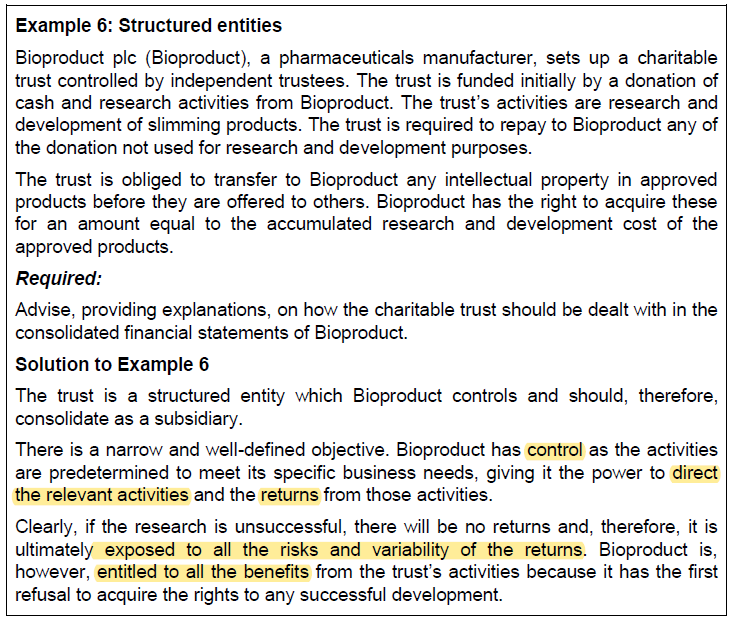 Example 6: Structured entities
Bioproduct plc (Bioproduct), a pharmaceuticals manufacturer, sets up a charitable
trust controlled by independent trustees. The trust is funded initially by a donation of
cash and research activities from Bioproduct. The trust's activities are research and
development of slimming products. The trust is required to repay to Bioproduct any of
the donation not used for research and development purposes.
The trust is obliged to transfer to Bioproduct any intellectual property in approved
products before they are offered to others. Bioproduct has the right to acquire these
for an amount equal to the accumulated research and development cost of the
approved products.
Required:
Advise, providing explanations, on how the charitable trust should be dealt with in the
consolidated financial statements of Bioproduct.
Solution to Example 6
The trust is a structured entity which Bioproduct controls and should, therefore,
consolidate as a subsidiary.
There is a narrow and well-defined objective. Bioproduct has control as the activities
are predetermined to meet its specific business needs, giving it the power to direct
the relevant activities and the returns from those activities.
Clearly, if the research is unsuccessful, there will be no returns and, therefore, it is
ultimately exposed to all the risks and variability of the returns. Bioproduct is,
however, entitled to all the benefits from the trust's activities because it has the first
refusal to acquire the rights to any successful development.